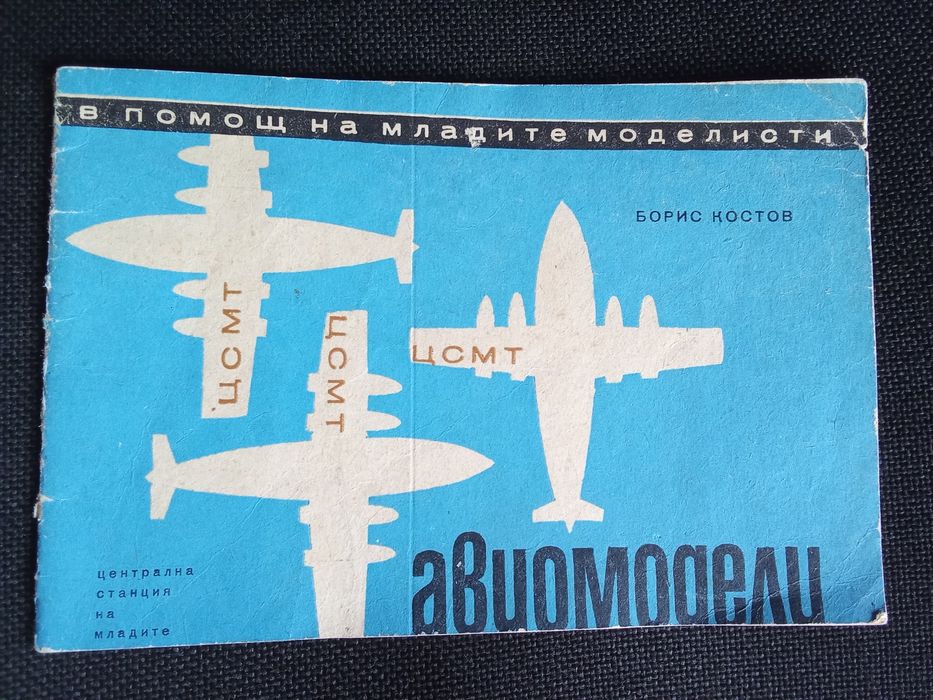 в помощ на младите моделисти
БОРИС КОСТОВ
ЦСМТ
ЦСМТ
ЦСМТ
авиомодели
централна
станция
на
младите